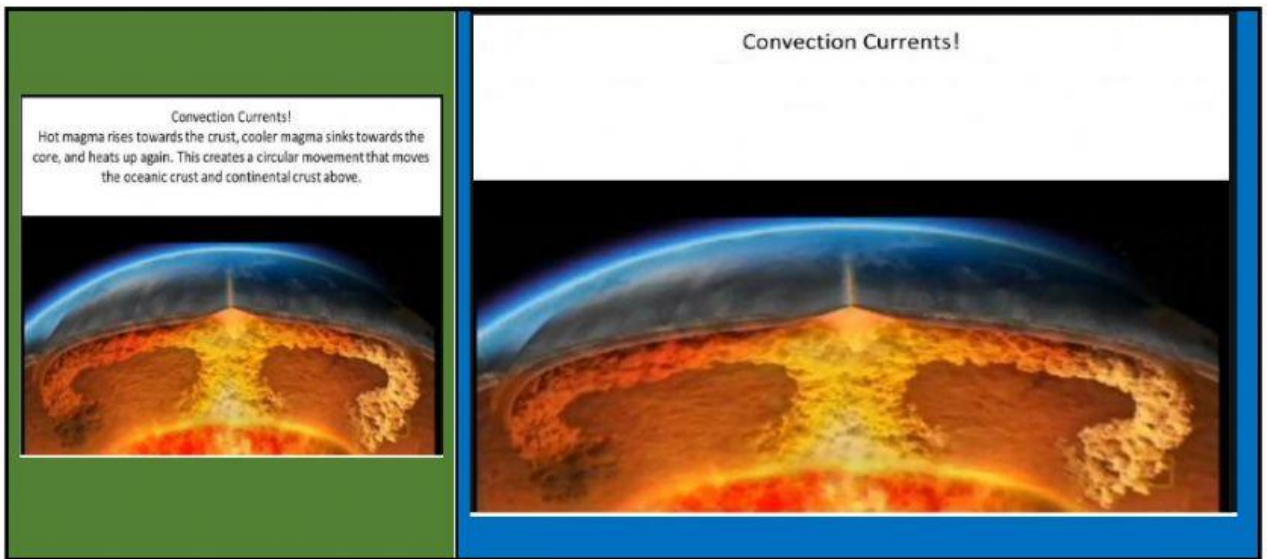 Convection Currents!
Hot magma rises towards the crust, cooler magma sinks towards the
core, and heats up again. This creates a circular movement that moves
the oceanic crust and continental crust above.
Convection Currents!